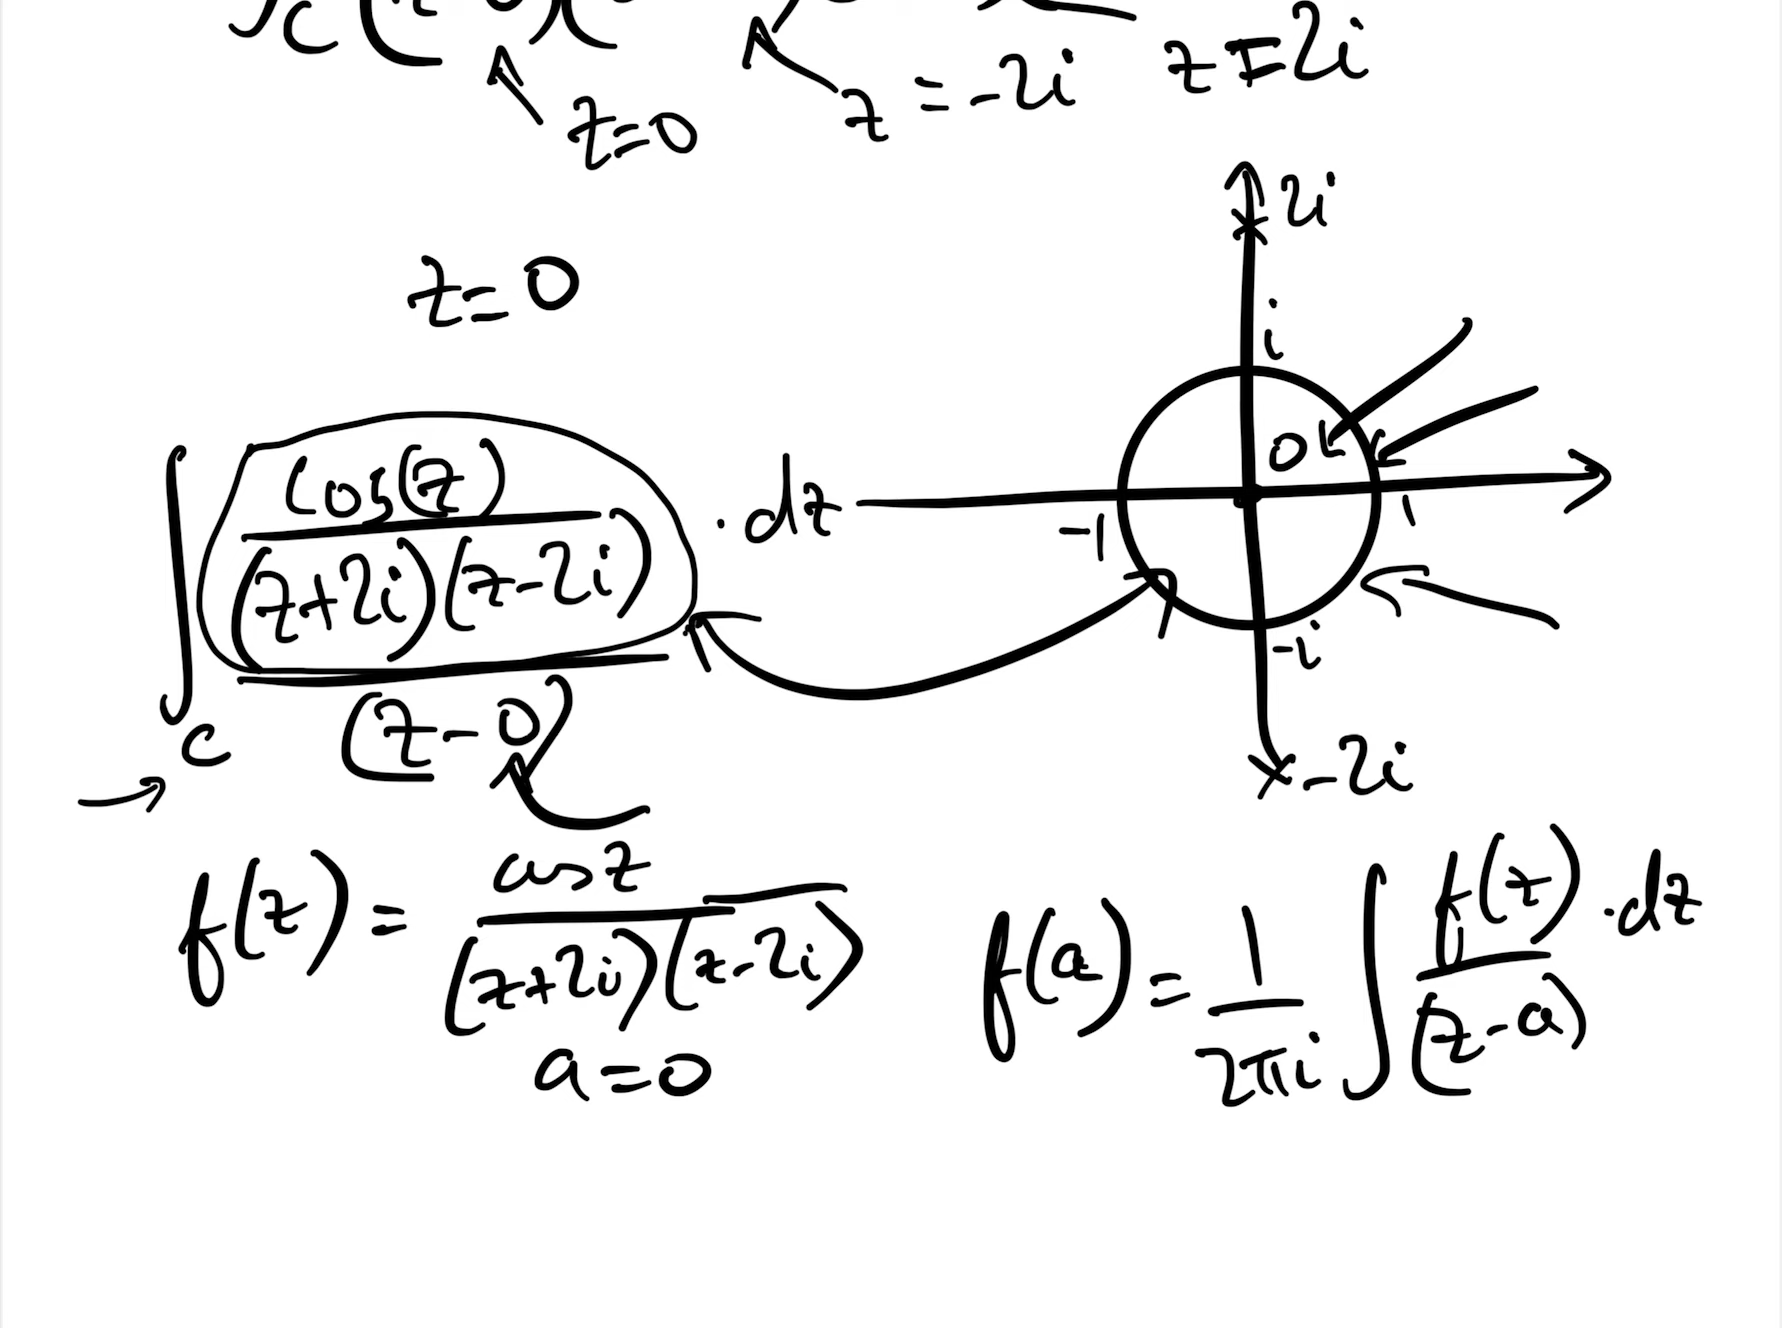 ∫C (z-0)(
z=0
z=-2i
z=2i
2i
z=0
i
0
-1
1
-i
-2i
∫C cos(z)/(z+2i)(z-2i) / (z-0) · dz
f(z) = cos z/(z+2i)(z-2i)
a=0
f(a) = 1/2πi ∫ f(z)/(z-a) · dz